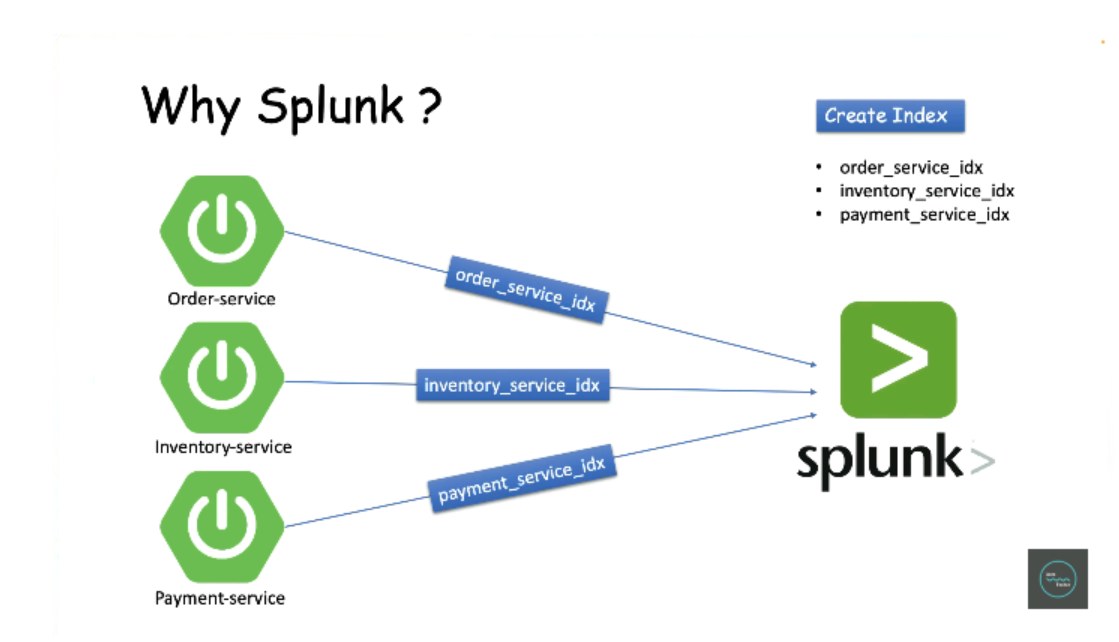 Why Splunk ?
Create Index
• order_service_idx
• inventory_service_idx
• payment_service_idx
Order-service
order_service_idx
Inventory-service
inventory_service_idx
Payment-service
payment_service_idx
splunk>